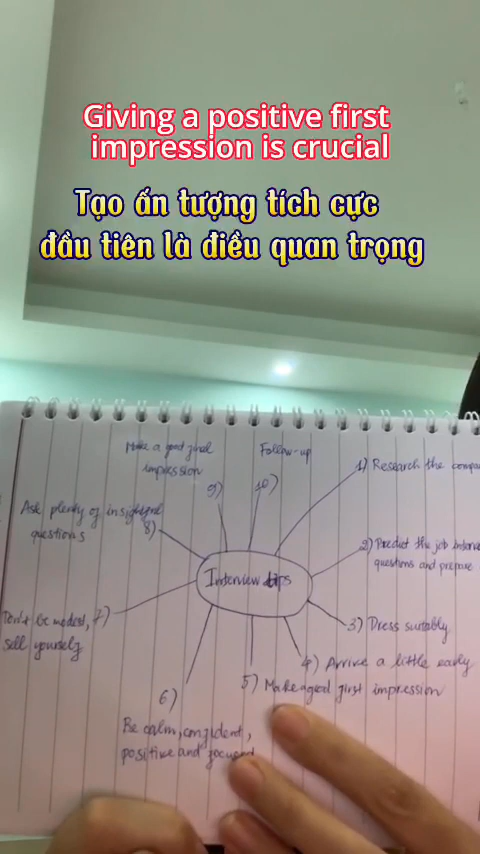 Giving a positive first
impression is crucial
Tạo ấn tượng tích cực
đầu tiên là điều quan trọng
Interview tips
1) Research the compa
2) Predict the job interv
questions and prepare
3) Dress suitably
4) Arrive a little early
5) Make a good first impression
6)
Be calm, confident,
positive and focused
7)
Don't be modest,
sell yourself
8)
Ask plenty of insightful
questions
9)
Make a good final
impression
10)
Follow-up